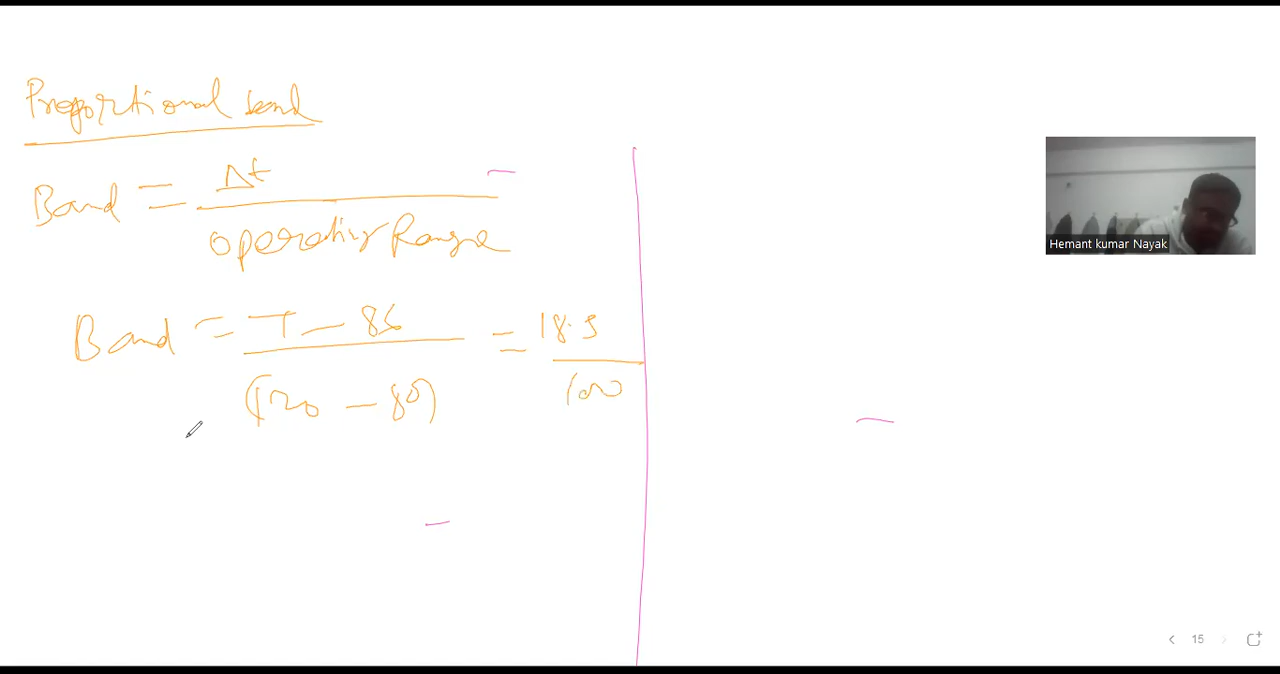 Proportional band
Band = Δt
operating Range
Band = T - 86 = 18.5
(120 - 80) 100
Hemant kumar Nayak
15